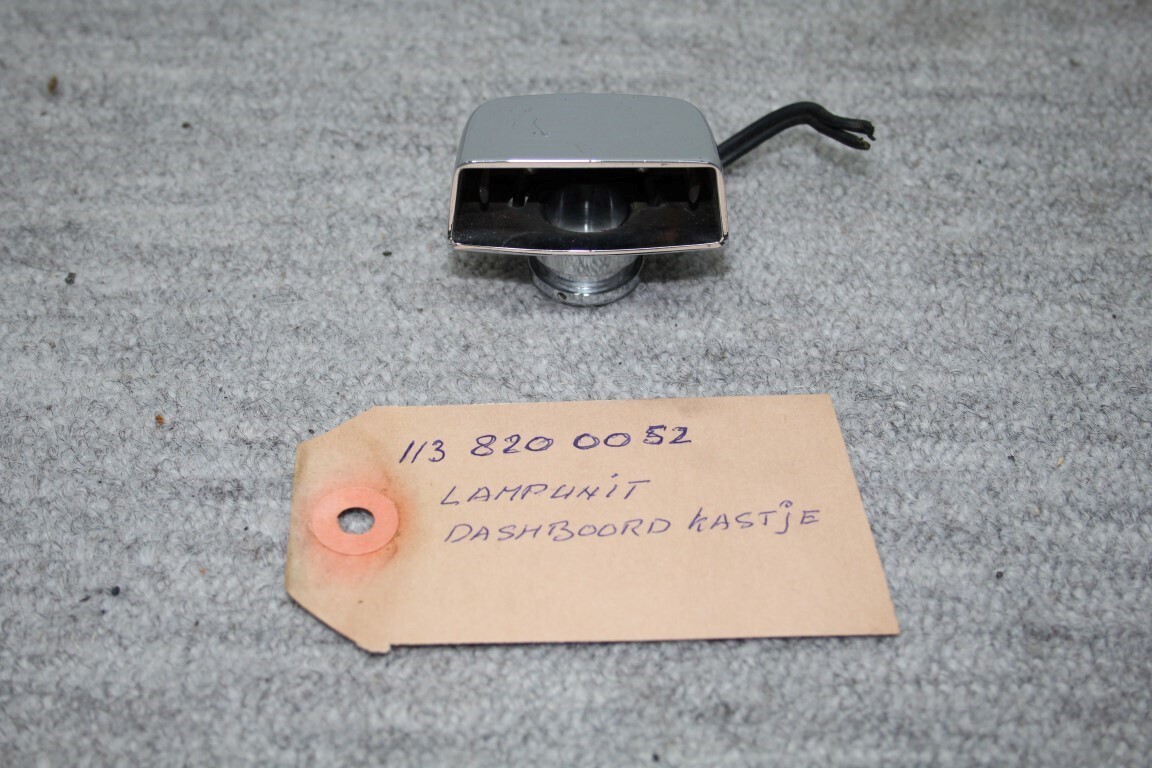 113 820 00 52
LAMPUNIT
DASHBOORD KASTjE